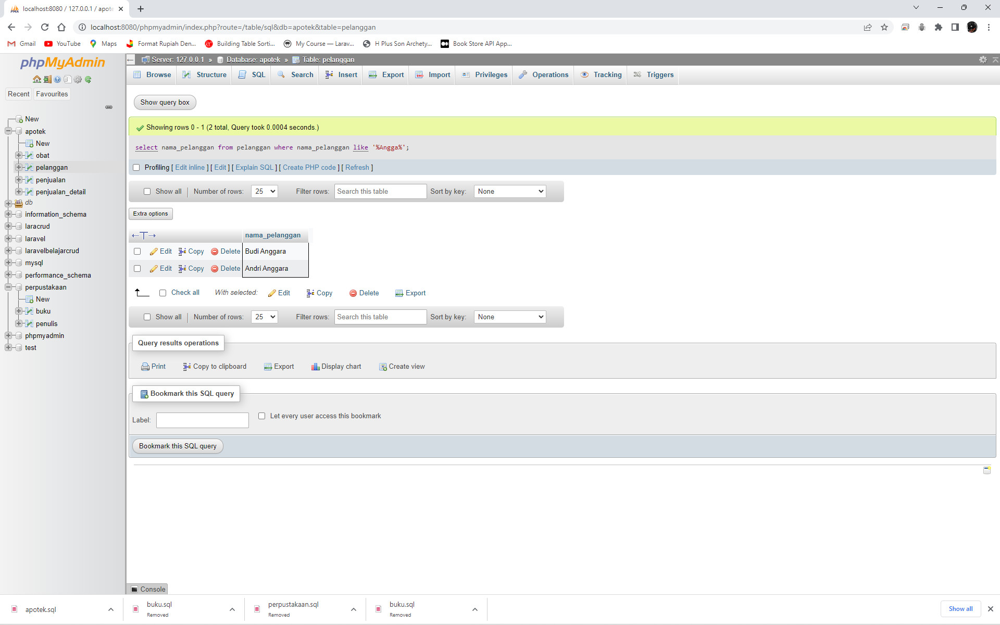 localhost:8080 / 127.0.0.1 / apote
localhost:8080/phpmyadmin/index.php?route=/table/sql&db=apotek&table=pelanggan
Gmail YouTube Maps Format Rupiah Den... Building Table Sorti... My Course — Larav... H Plus Son Archety... Book Store API App...
phpMyAdmin
Recent Favourites
New
apotek
New
obat
pelanggan
penjualan
penjualan_detail
db
information_schema
laracrud
laravel
laravelbelajarcrud
mysql
performance_schema
perpustakaan
New
buku
penulis
phpmyadmin
test
Server: 127.0.0.1 » Database: apotek » Table: pelanggan
Browse Structure SQL Search Insert Export Import Privileges Operations Tracking Triggers
Show query box
Showing rows 0 - 1 (2 total, Query took 0.0004 seconds.)
select nama_pelanggan from pelanggan where nama_pelanggan like '%Angga%';
Profiling [ Edit inline ] [ Edit ] [ Explain SQL ] [ Create PHP code ] [ Refresh ]
Show all Number of rows: 25 Filter rows: Search this table Sort by key: None
Extra options
←T→ nama_pelanggan
Edit Copy Delete Budi Anggara
Edit Copy Delete Andri Anggara
Check all With selected: Edit Copy Delete Export
Show all Number of rows: 25 Filter rows: Search this table Sort by key: None
Query results operations
Print Copy to clipboard Export Display chart Create view
Bookmark this SQL query
Label: Let every user access this bookmark
Bookmark this SQL query
Console
apotek.sql
buku.sql
Removed
perpustakaan.sql
Removed
buku.sql
Removed
Show all